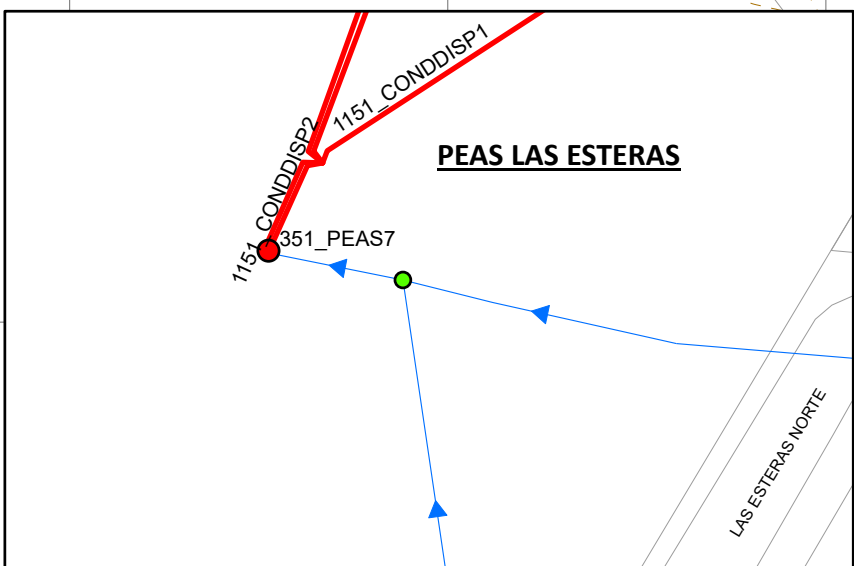 1151_CONDDISP1
PEAS LAS ESTERAS
1151_CONDDISP2
351_PEAS7
LAS ESTERAS NORTE